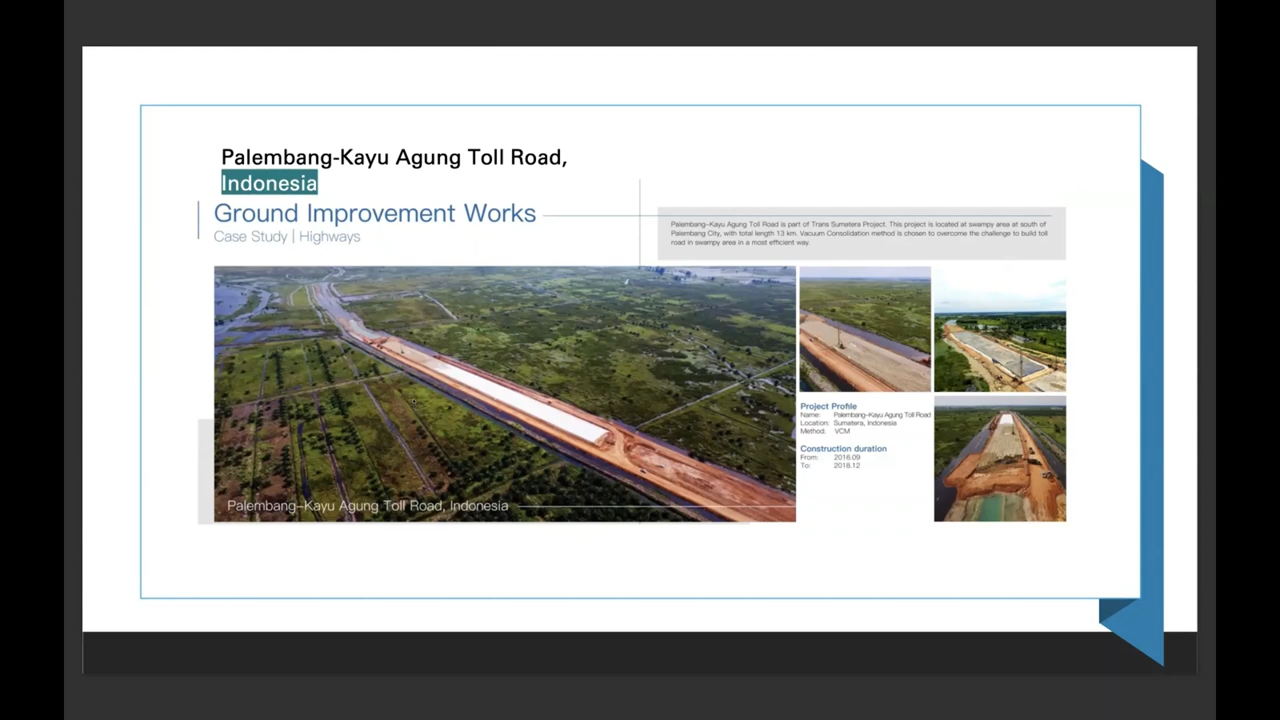 Palembang-Kayu Agung Toll Road,
Indonesia
Ground Improvement Works
Case Study | Highways
Palembang-Kayu Agung Toll Road is part of Trans Sumetera Project. This project is located at swampy area at south of
Palembang City, with total length 13 km. Vacuum Consolidation method is chosen to overcome the challenge to build toll
road in swampy area in a most efficient way.
Palembang-Kayu Agung Toll Road, Indonesia
Project Profile
Name: Palembang-Kayu Agung Toll Road
Location: Sumatera, Indonesia
Method: VCM
Construction duration
From: 2016.09
To: 2018.12